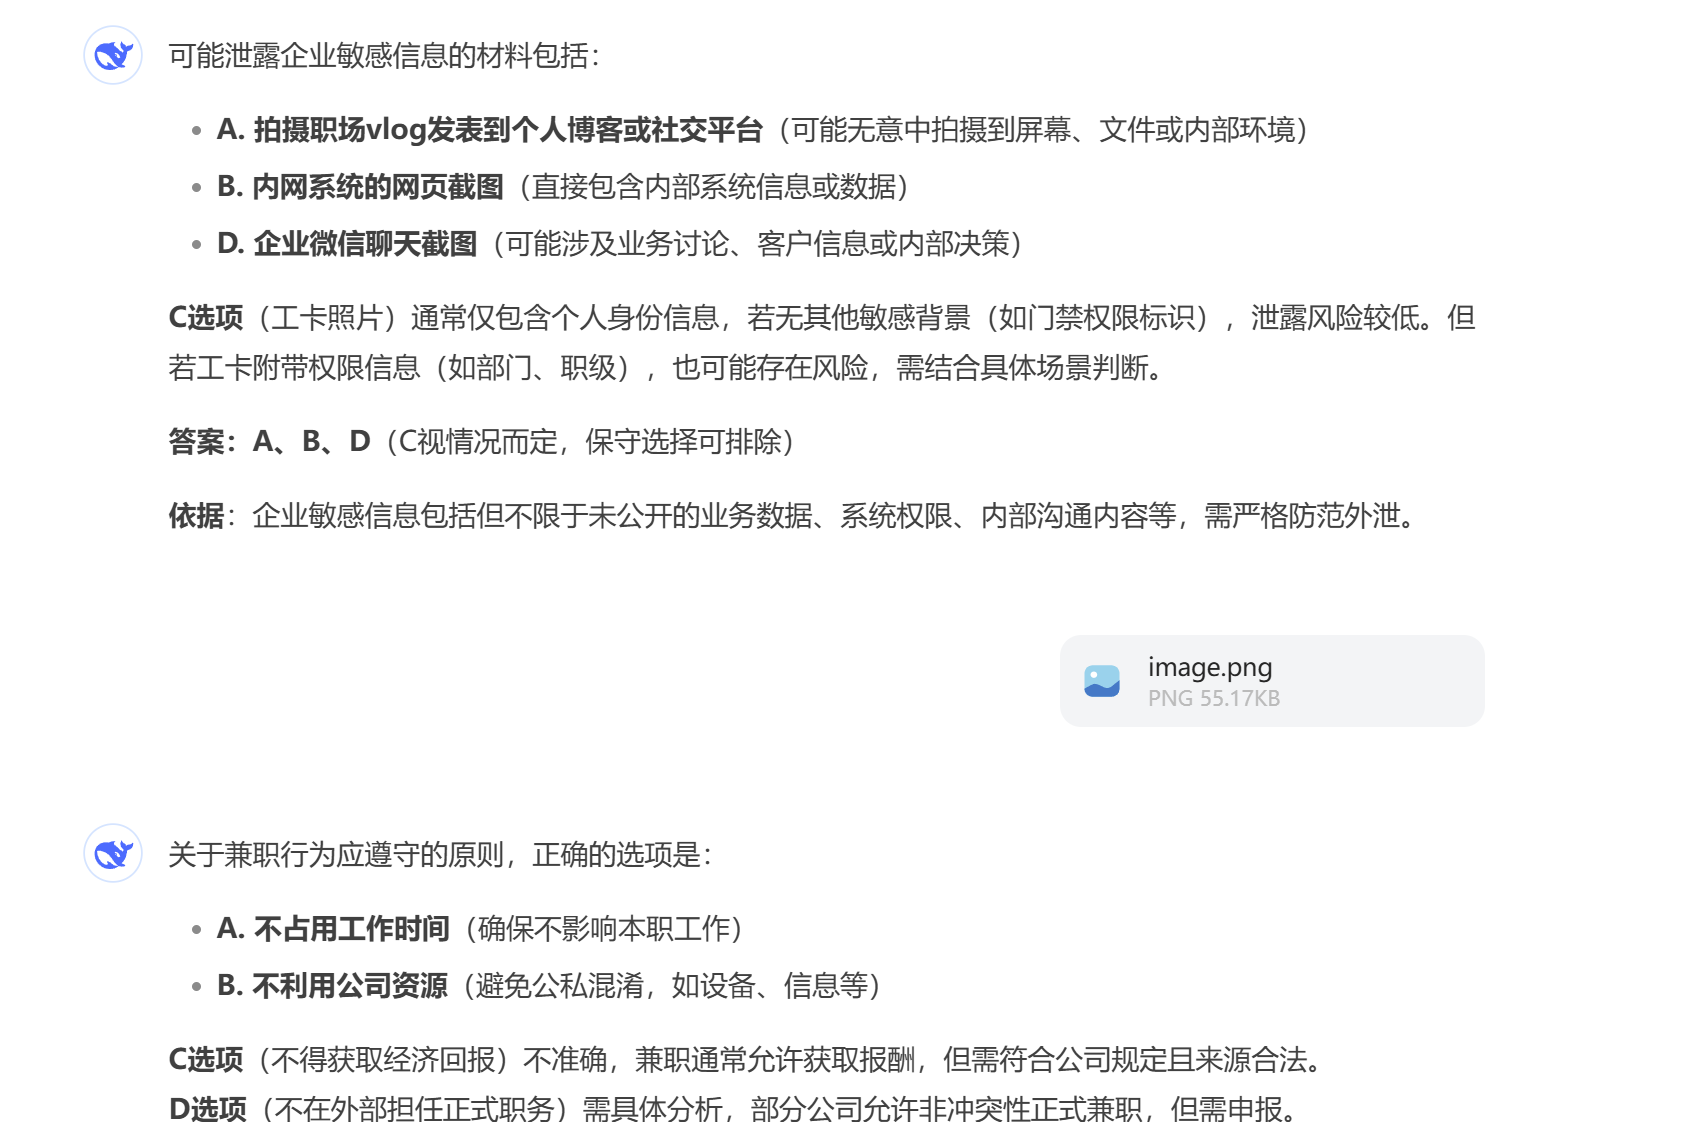 可能泄露企业敏感信息的材料包括：
A. 拍摄职场vlog发表到个人博客或社交平台（可能无意中拍摄到屏幕、文件或内部环境）
B. 内网系统的网页截图（直接包含内部系统信息或数据）
D. 企业微信聊天截图（可能涉及业务讨论、客户信息或内部决策）
C选项（工卡照片）通常仅包含个人身份信息，若无其他敏感背景（如门禁权限标识），泄露风险较低。但
若工卡附带权限信息（如部门、职级），也可能存在风险，需结合具体场景判断。
答案：A、B、D（C视情况而定，保守选择可排除）
依据：企业敏感信息包括但不限于未公开的业务数据、系统权限、内部沟通内容等，需严格防范外泄。
image.png
PNG 55.17KB
关于兼职行为应遵守的原则，正确的选项是：
A. 不占用工作时间（确保不影响本职工作）
B. 不利用公司资源（避免公私混淆，如设备、信息等）
C选项（不得获取经济回报）不准确，兼职通常允许获取报酬，但需符合公司规定且来源合法。
D选项（不在外部担任正式职务）需具体分析，部分公司允许非冲突性正式兼职，但需申报。